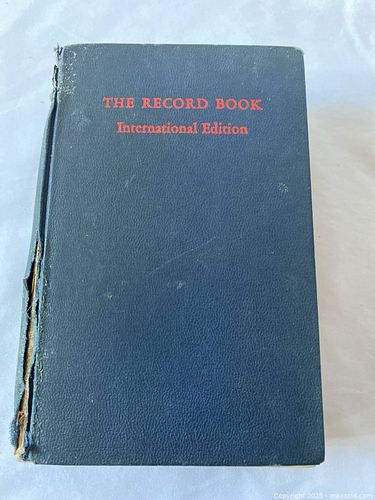 THE RECORD BOOK
International Edition
Copyright 2025 - maxsold.com